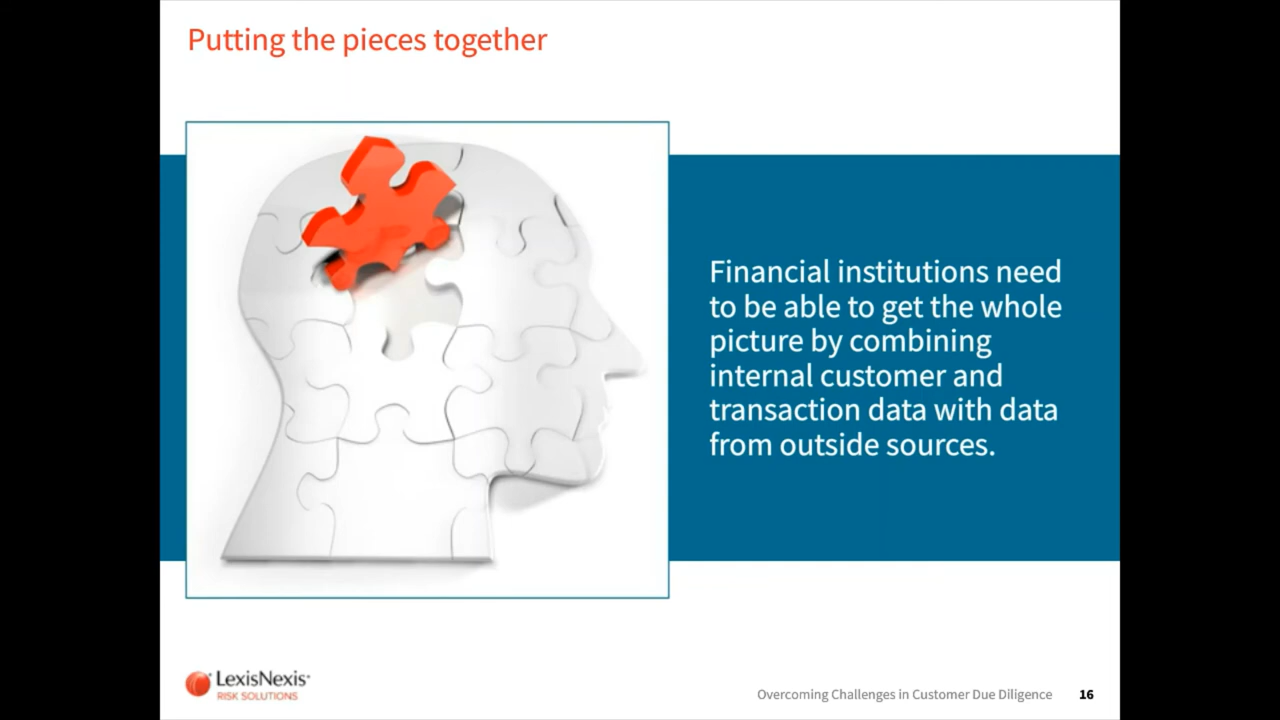 Putting the pieces together
Financial institutions need
to be able to get the whole
picture by combining
internal customer and
transaction data with data
from outside sources.
LexisNexis®
RISK SOLUTIONS
Overcoming Challenges in Customer Due Diligence 16